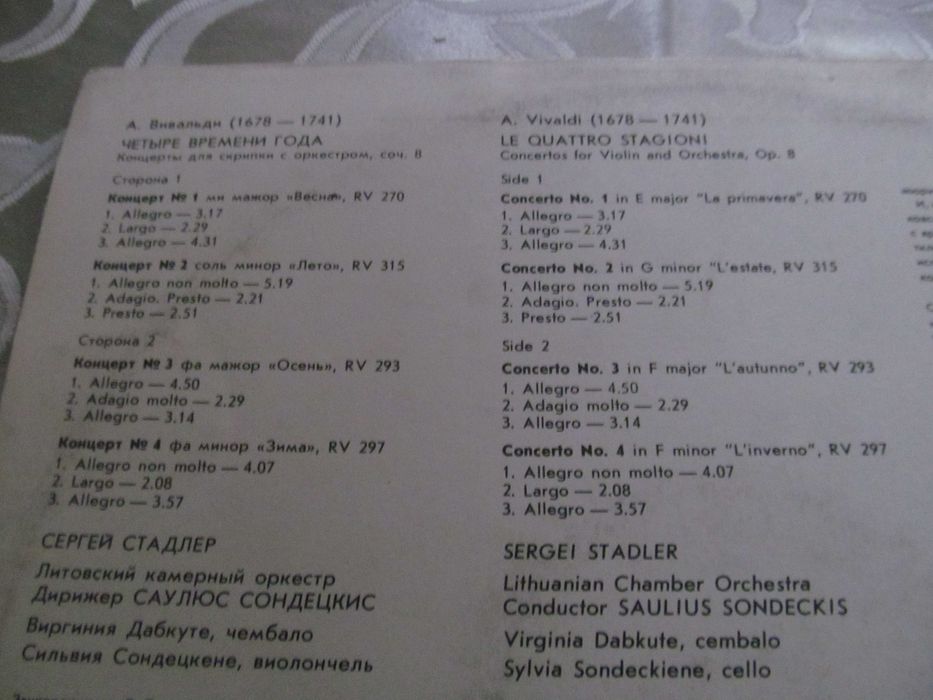 А. Вивальди (1678 — 1741)
ЧЕТЫРЕ ВРЕМЕНИ ГОДА
Концерты для скрипки с оркестром, соч. 8
Сторона 1
Концерт № 1 ми мажор «Весна», RV 270
1. Allegro — 3.17
2. Largo — 2.29
3. Allegro — 4.31
Концерт № 2 соль минор «Лето», RV 315
1. Allegro non molto — 5.19
2. Adagio. Presto — 2.21
3. Presto — 2.51
Сторона 2
Концерт № 3 фа мажор «Осень», RV 293
1. Allegro — 4.50
2. Adagio molto — 2.29
3. Allegro — 3.14
Концерт № 4 фа минор «Зима», RV 297
1. Allegro non molto — 4.07
2. Largo — 2.08
3. Allegro — 3.57
СЕРГЕЙ СТАДЛЕР
Литовский камерный оркестр
Дирижер САУЛЮС СОНДЕЦКИС
Виргиния Дабкуте, чембало
Сильвия Сондецкене, виолончель
A. Vivaldi (1678 — 1741)
LE QUATTRO STAGIONI
Concertos for Violin and Orchestra, Op. 8
Side 1
Concerto No. 1 in E major "La primavera", RV 270
1. Allegro — 3.17
2. Largo — 2.29
3. Allegro — 4.31
Concerto No. 2 in G minor "L'estate, RV 315
1. Allegro non molto — 5.19
2. Adagio. Presto — 2.21
3. Presto — 2.51
Side 2
Concerto No. 3 in F major "L'autunno", RV 293
1. Allegro — 4.50
2. Adagio molto — 2.29
3. Allegro — 3.14
Concerto No. 4 in F minor "L'inverno", RV 297
1. Allegro non molto — 4.07
2. Largo — 2.08
3. Allegro — 3.57
SERGEI STADLER
Lithuanian Chamber Orchestra
Conductor SAULIUS SONDECKIS
Virginia Dabkute, cembalo
Sylvia Sondeckiene, cello